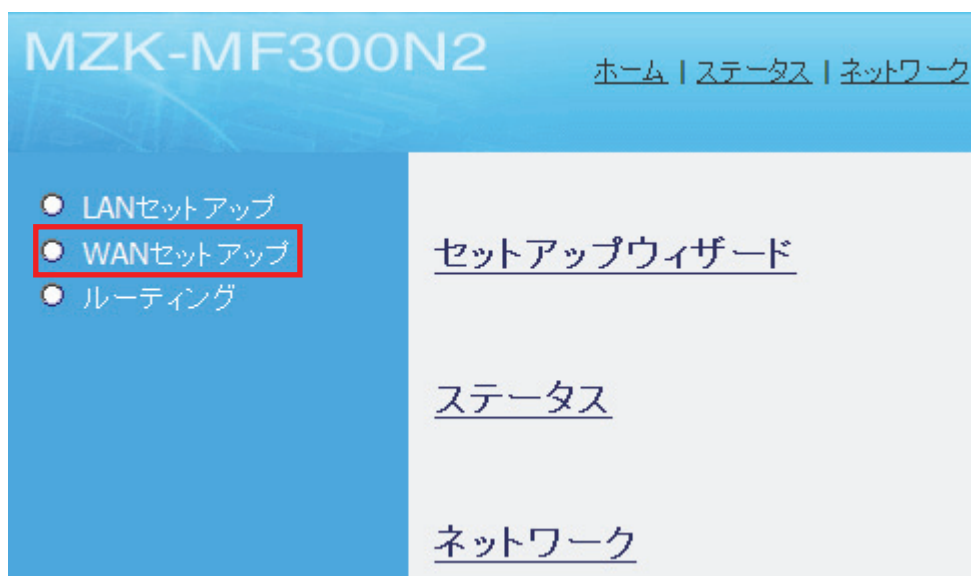 MZK-MF300N2
ホーム | ステータス | ネットワーク
LANセットアップ
WANセットアップ
ルーティング
セットアップウィザード
ステータス
ネットワーク